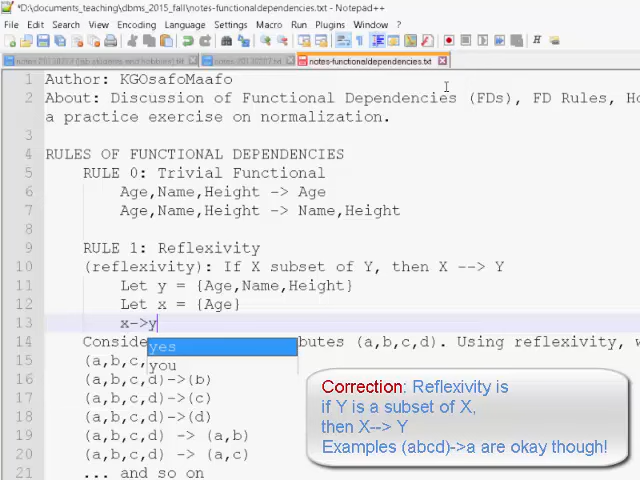 *D:\documents_teaching\dbms_2015_fall\notes-functionaldependencies.txt - Notepad++
File Edit Search View Encoding Language Settings Macro Run Plugins Window ?
notes-functionaldependencies.txt
1 Author: KGOsafoMaafo
2 About: Discussion of Functional Dependencies (FDs), FD Rules, Ho
a practice exercise on normalization.
3
4 RULES OF FUNCTIONAL DEPENDENCIES
5 RULE 0: Trivial Functional
6 Age,Name,Height -> Age
7 Age,Name,Height -> Name,Height
8
9 RULE 1: Reflexivity
10 (reflexivity): If X subset of Y, then X --> Y
11 Let y = {Age,Name,Height}
12 Let x = {Age}
13 x->y
14 Conside butes (a,b,c,d). Using reflexivity, w
yes
you
15 (a,b,c,
16 (a,b,c,d)->(b)
17 (a,b,c,d)->(c)
18 (a,b,c,d)->(d)
19 (a,b,c,d) -> (a,b)
20 (a,b,c,d) -> (a,c)
21 ... and so on
Correction: Reflexivity is
if Y is a subset of X,
then X--> Y
Examples (abcd)->a are okay though!